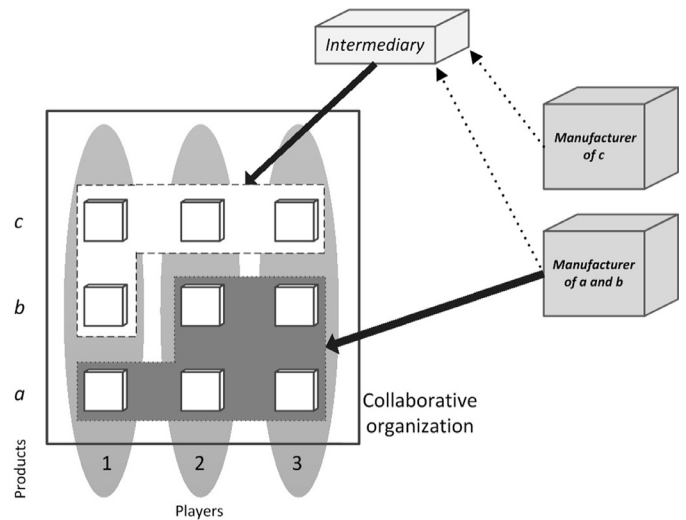 Intermediary
Manufacturer
of c
Manufacturer
of a and b
c
b
a
Collaborative
organization
Products
1 2 3
Players